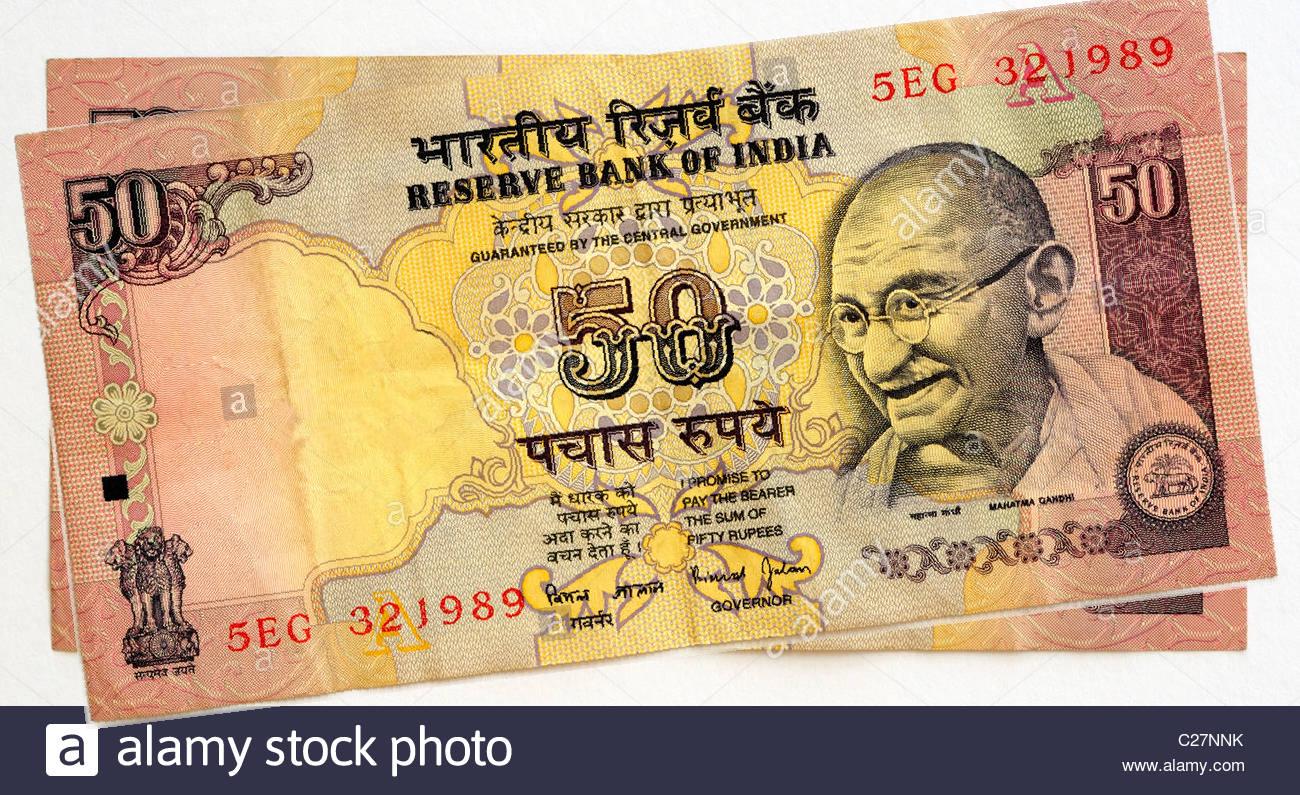 5EG 321989
A
भारतीय रिज़र्व बैंक
RESERVE BANK OF INDIA
50
50
केन्द्रीय सरकार द्वारा प्रत्याभूत
GUARANTEED BY THE CENTRAL GOVERNMENT
50
पचास रुपये
मैं धारक को
पचास रुपये
अदा करने का
वचन देता हूँ।
I PROMISE TO
PAY THE BEARER
THE SUM OF
FIFTY RUPEES
महात्मा गांधी
MAHATMA GANDHI
भारतीय रिज़र्व बैंक
RESERVE BANK OF INDIA
5EG 321989
A
बिमल जालान
Bimal Jalan
गवर्नर
GOVERNOR
सत्यमेव जयते
a alamy stock photo
C27NNK
www.alamy.com